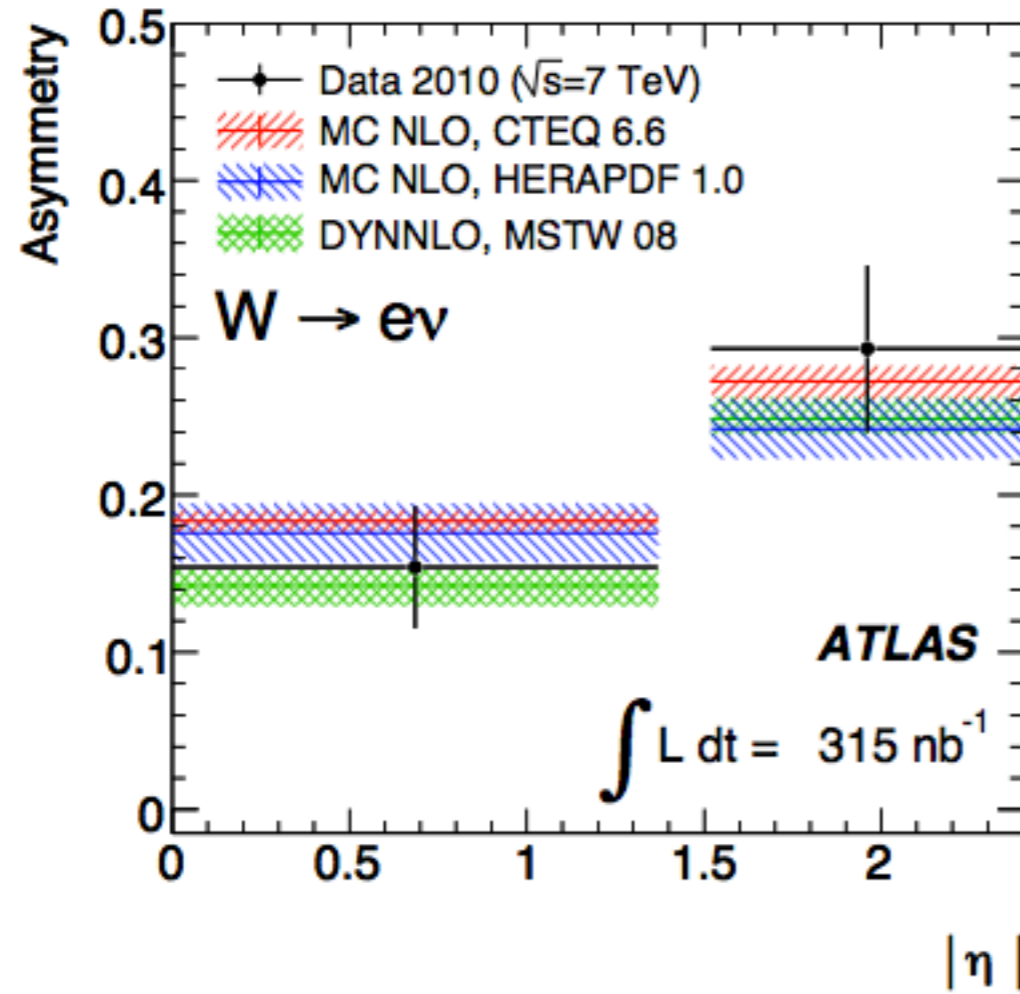 Asymmetry
0.5
0.4
0.3
0.2
0.1
0
Data 2010 (√s=7 TeV)
MC NLO, CTEQ 6.6
MC NLO, HERAPDF 1.0
DYNNLO, MSTW 08
W → eν
ATLAS
∫ L dt = 315 nb⁻¹
0 0.5 1 1.5 2
|η|